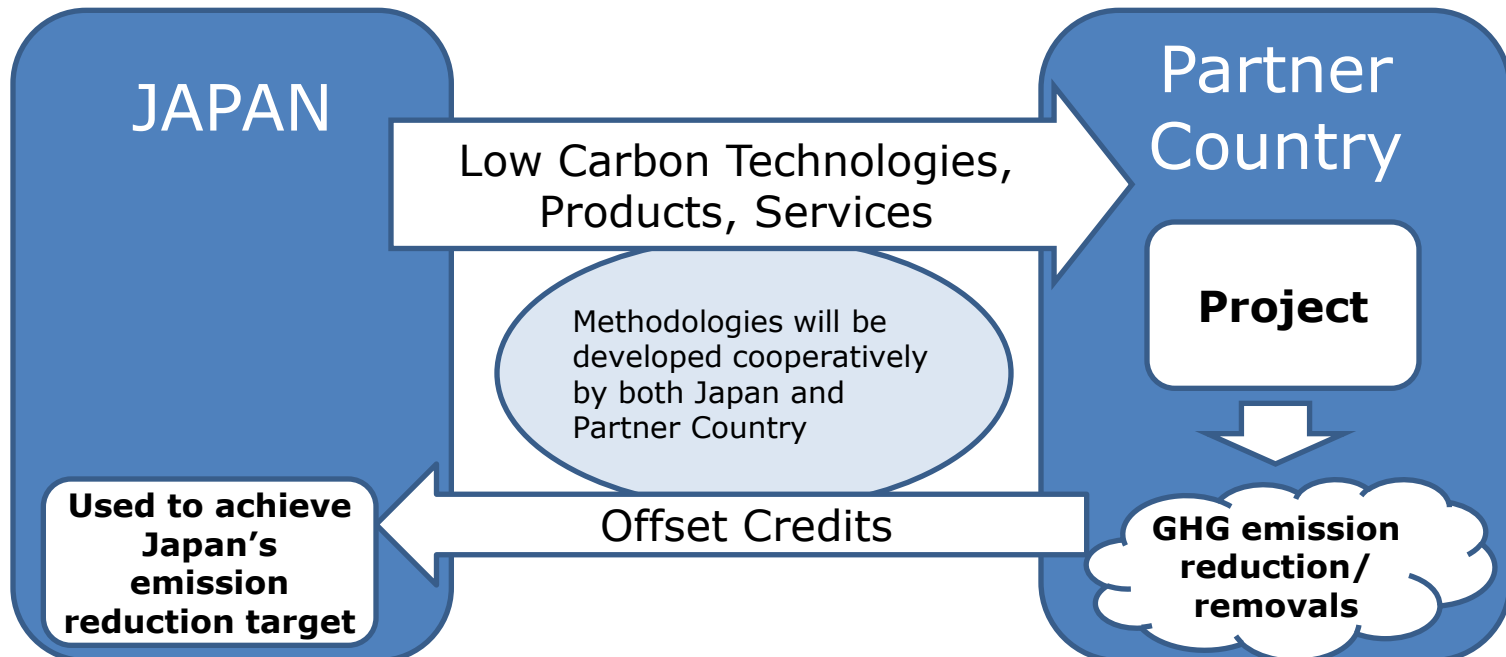 JAPAN
Partner
Country
Low Carbon Technologies,
Products, Services
Project
Methodologies will be
developed cooperatively
by both Japan and
Partner Country
Used to achieve
Japan’s
emission
reduction target
Offset Credits
GHG emission
reduction/
removals